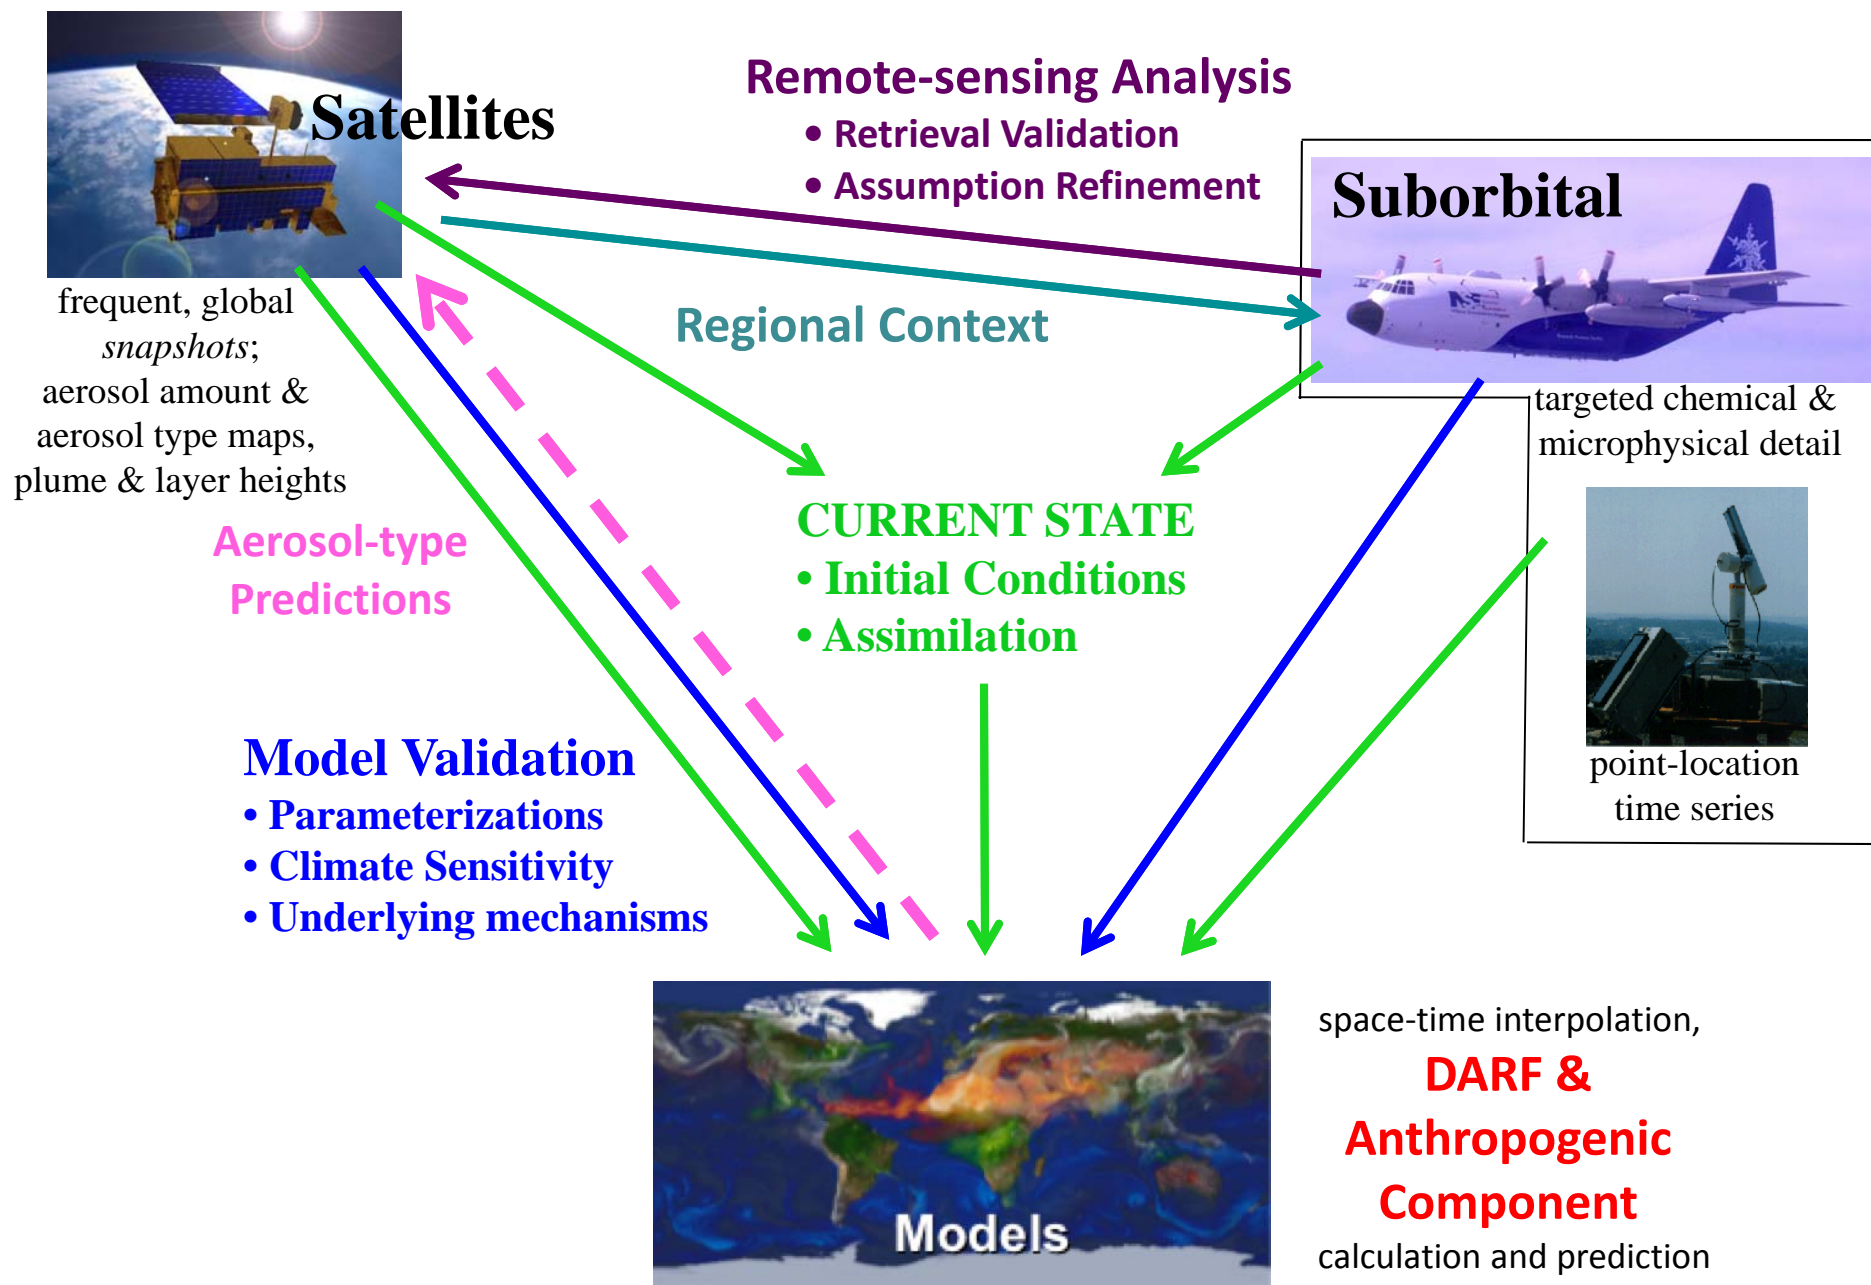 Satellites
Remote-sensing Analysis
• Retrieval Validation
• Assumption Refinement
Suborbital
frequent, global
snapshots;
aerosol amount &
aerosol type maps,
plume & layer heights
Regional Context
targeted chemical &
microphysical detail
CURRENT STATE
• Initial Conditions
• Assimilation
Aerosol-type
Predictions
Model Validation
• Parameterizations
• Climate Sensitivity
• Underlying mechanisms
point-location
time series
space-time interpolation,
DARF &
Anthropogenic
Component
calculation and prediction
Models